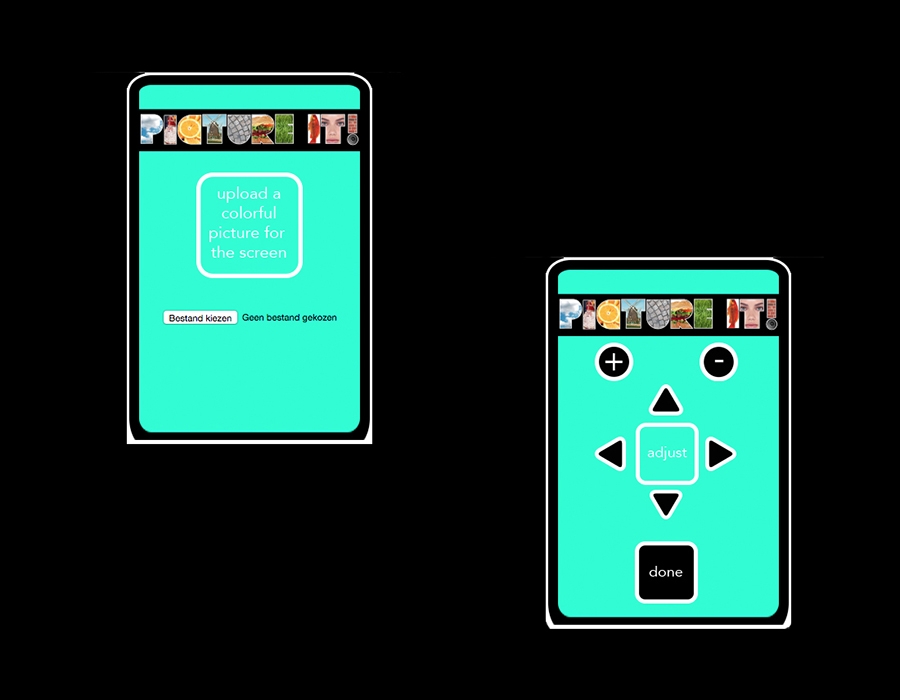 PICTURE IT!
upload a
colorful
picture for
the screen
Bestand kiezen Geen bestand gekozen
PICTURE IT!
+ -
adjust
done